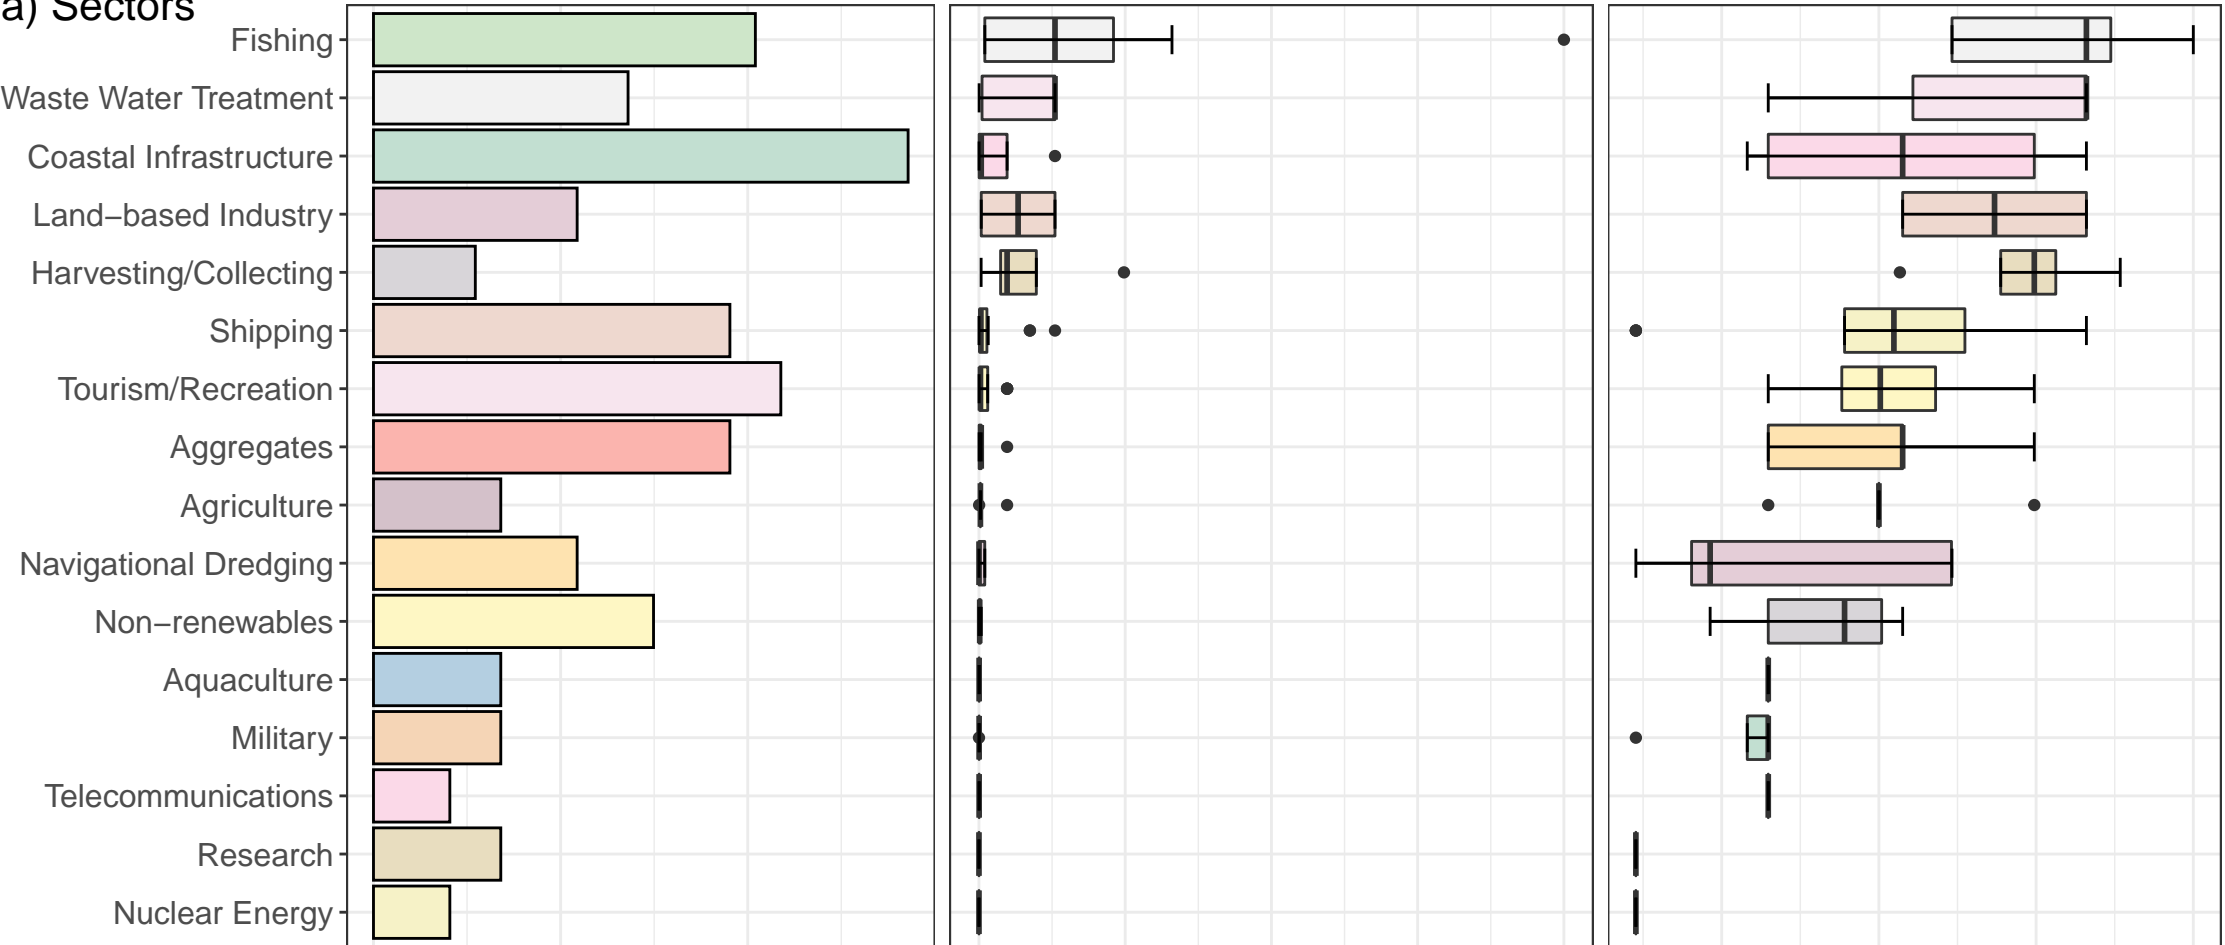 a) Sectors
Fishing
Waste Water Treatment
Coastal Infrastructure
Land−based Industry
Harvesting/Collecting
Shipping
Tourism/Recreation
Aggregates
Agriculture
Navigational Dredging
Non−renewables
Aquaculture
Military
Telecommunications
Research
Nuclear Energy